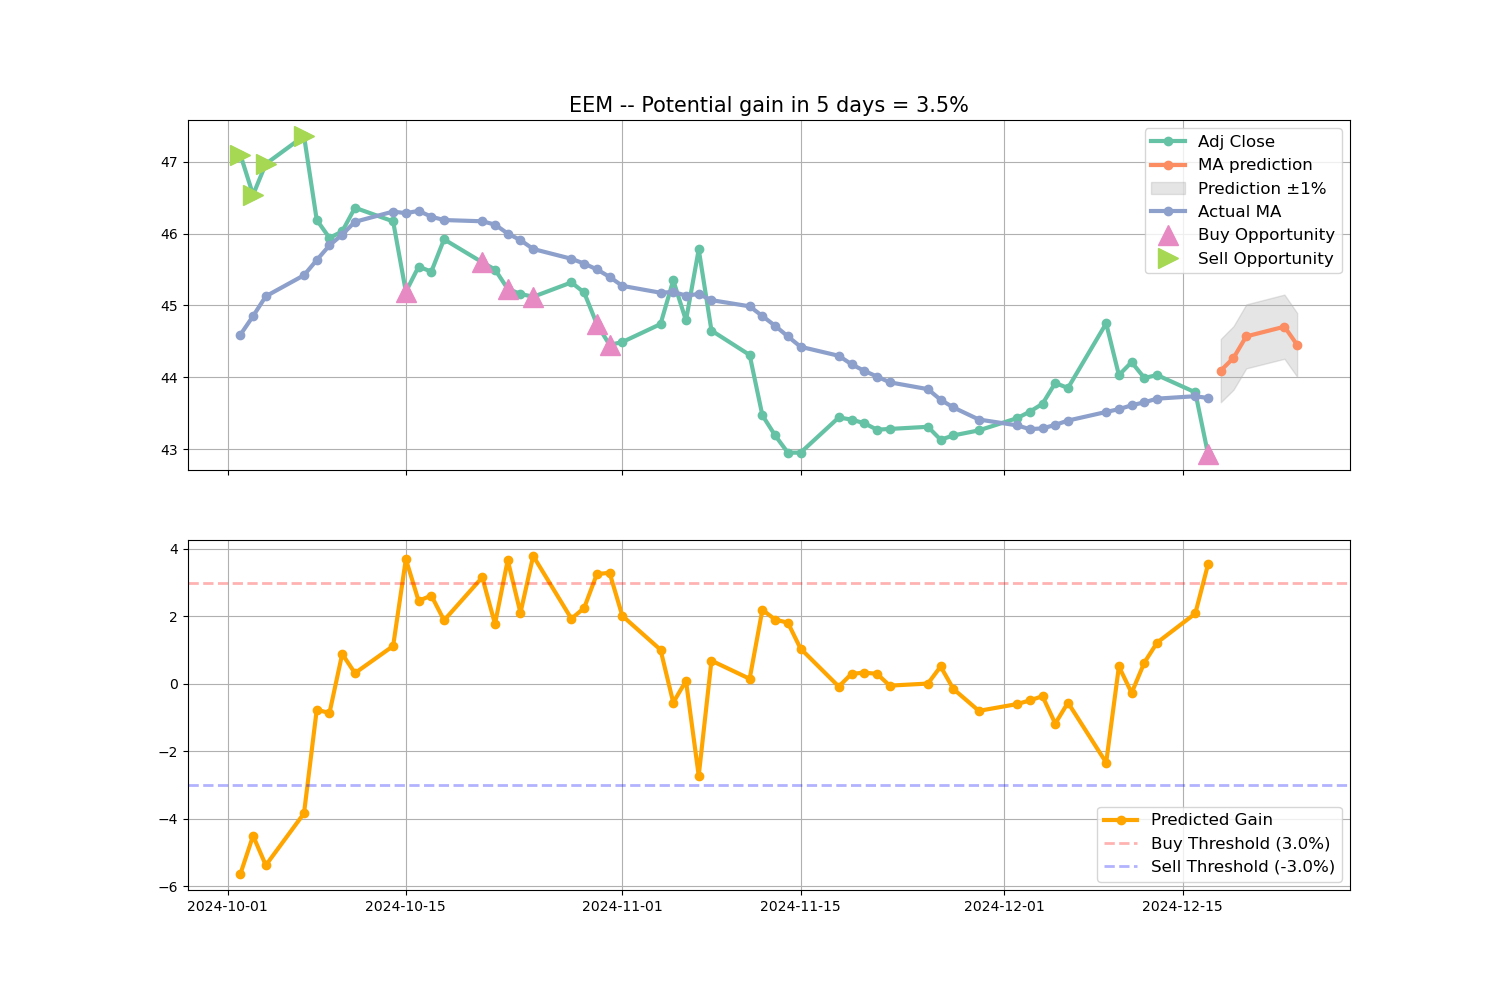 EEM -- Potential gain in 5 days = 3.5%
47
46
45
44
43
Adj Close
MA prediction
Prediction ±1%
Actual MA
Buy Opportunity
Sell Opportunity
4
2
0
−2
−4
−6
Predicted Gain
Buy Threshold (3.0%)
Sell Threshold (-3.0%)
2024-10-01
2024-10-15
2024-11-01
2024-11-15
2024-12-01
2024-12-15